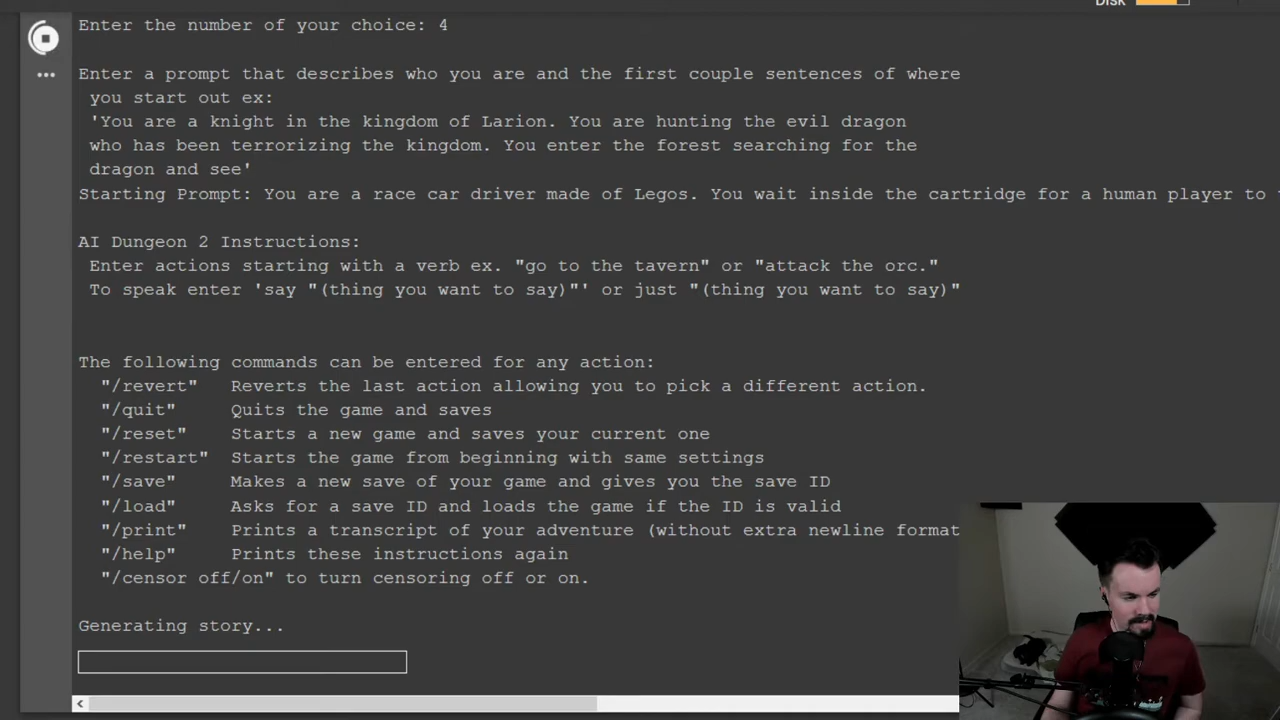 Disk
Enter the number of your choice: 4
Enter a prompt that describes who you are and the first couple sentences of where
you start out ex:
'You are a knight in the kingdom of Larion. You are hunting the evil dragon
who has been terrorizing the kingdom. You enter the forest searching for the
dragon and see'
Starting Prompt: You are a race car driver made of Legos. You wait inside the cartridge for a human player to
AI Dungeon 2 Instructions:
Enter actions starting with a verb ex. "go to the tavern" or "attack the orc."
To speak enter 'say "(thing you want to say)"' or just "(thing you want to say)"
The following commands can be entered for any action:
"/revert" Reverts the last action allowing you to pick a different action.
"/quit" Quits the game and saves
"/reset" Starts a new game and saves your current one
"/restart" Starts the game from beginning with same settings
"/save" Makes a new save of your game and gives you the save ID
"/load" Asks for a save ID and loads the game if the ID is valid
"/print" Prints a transcript of your adventure (without extra newline format
"/help" Prints these instructions again
"/censor off/on" to turn censoring off or on.
Generating story...